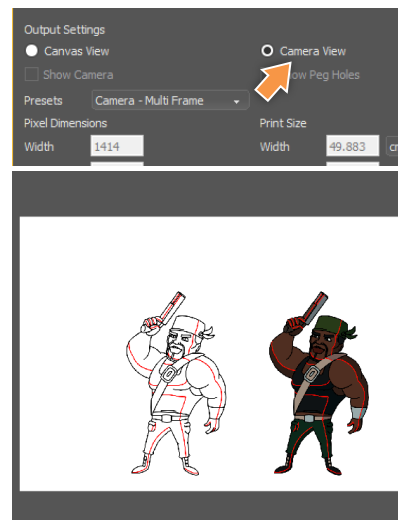 Output Settings
Canvas View
Camera View
Show Camera
Peg Holes
Presets
Camera - Multi Frame
Pixel Dimensions
Print Size
Width
1414
Width
49.883